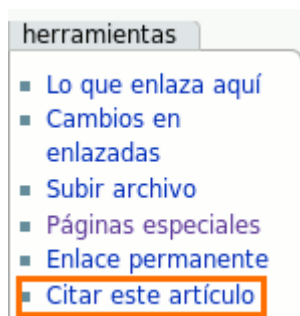 herramientas
Lo que enlaza aquí
Cambios en
enlazadas
Subir archivo
Páginas especiales
Enlace permanente
Citar este artículo